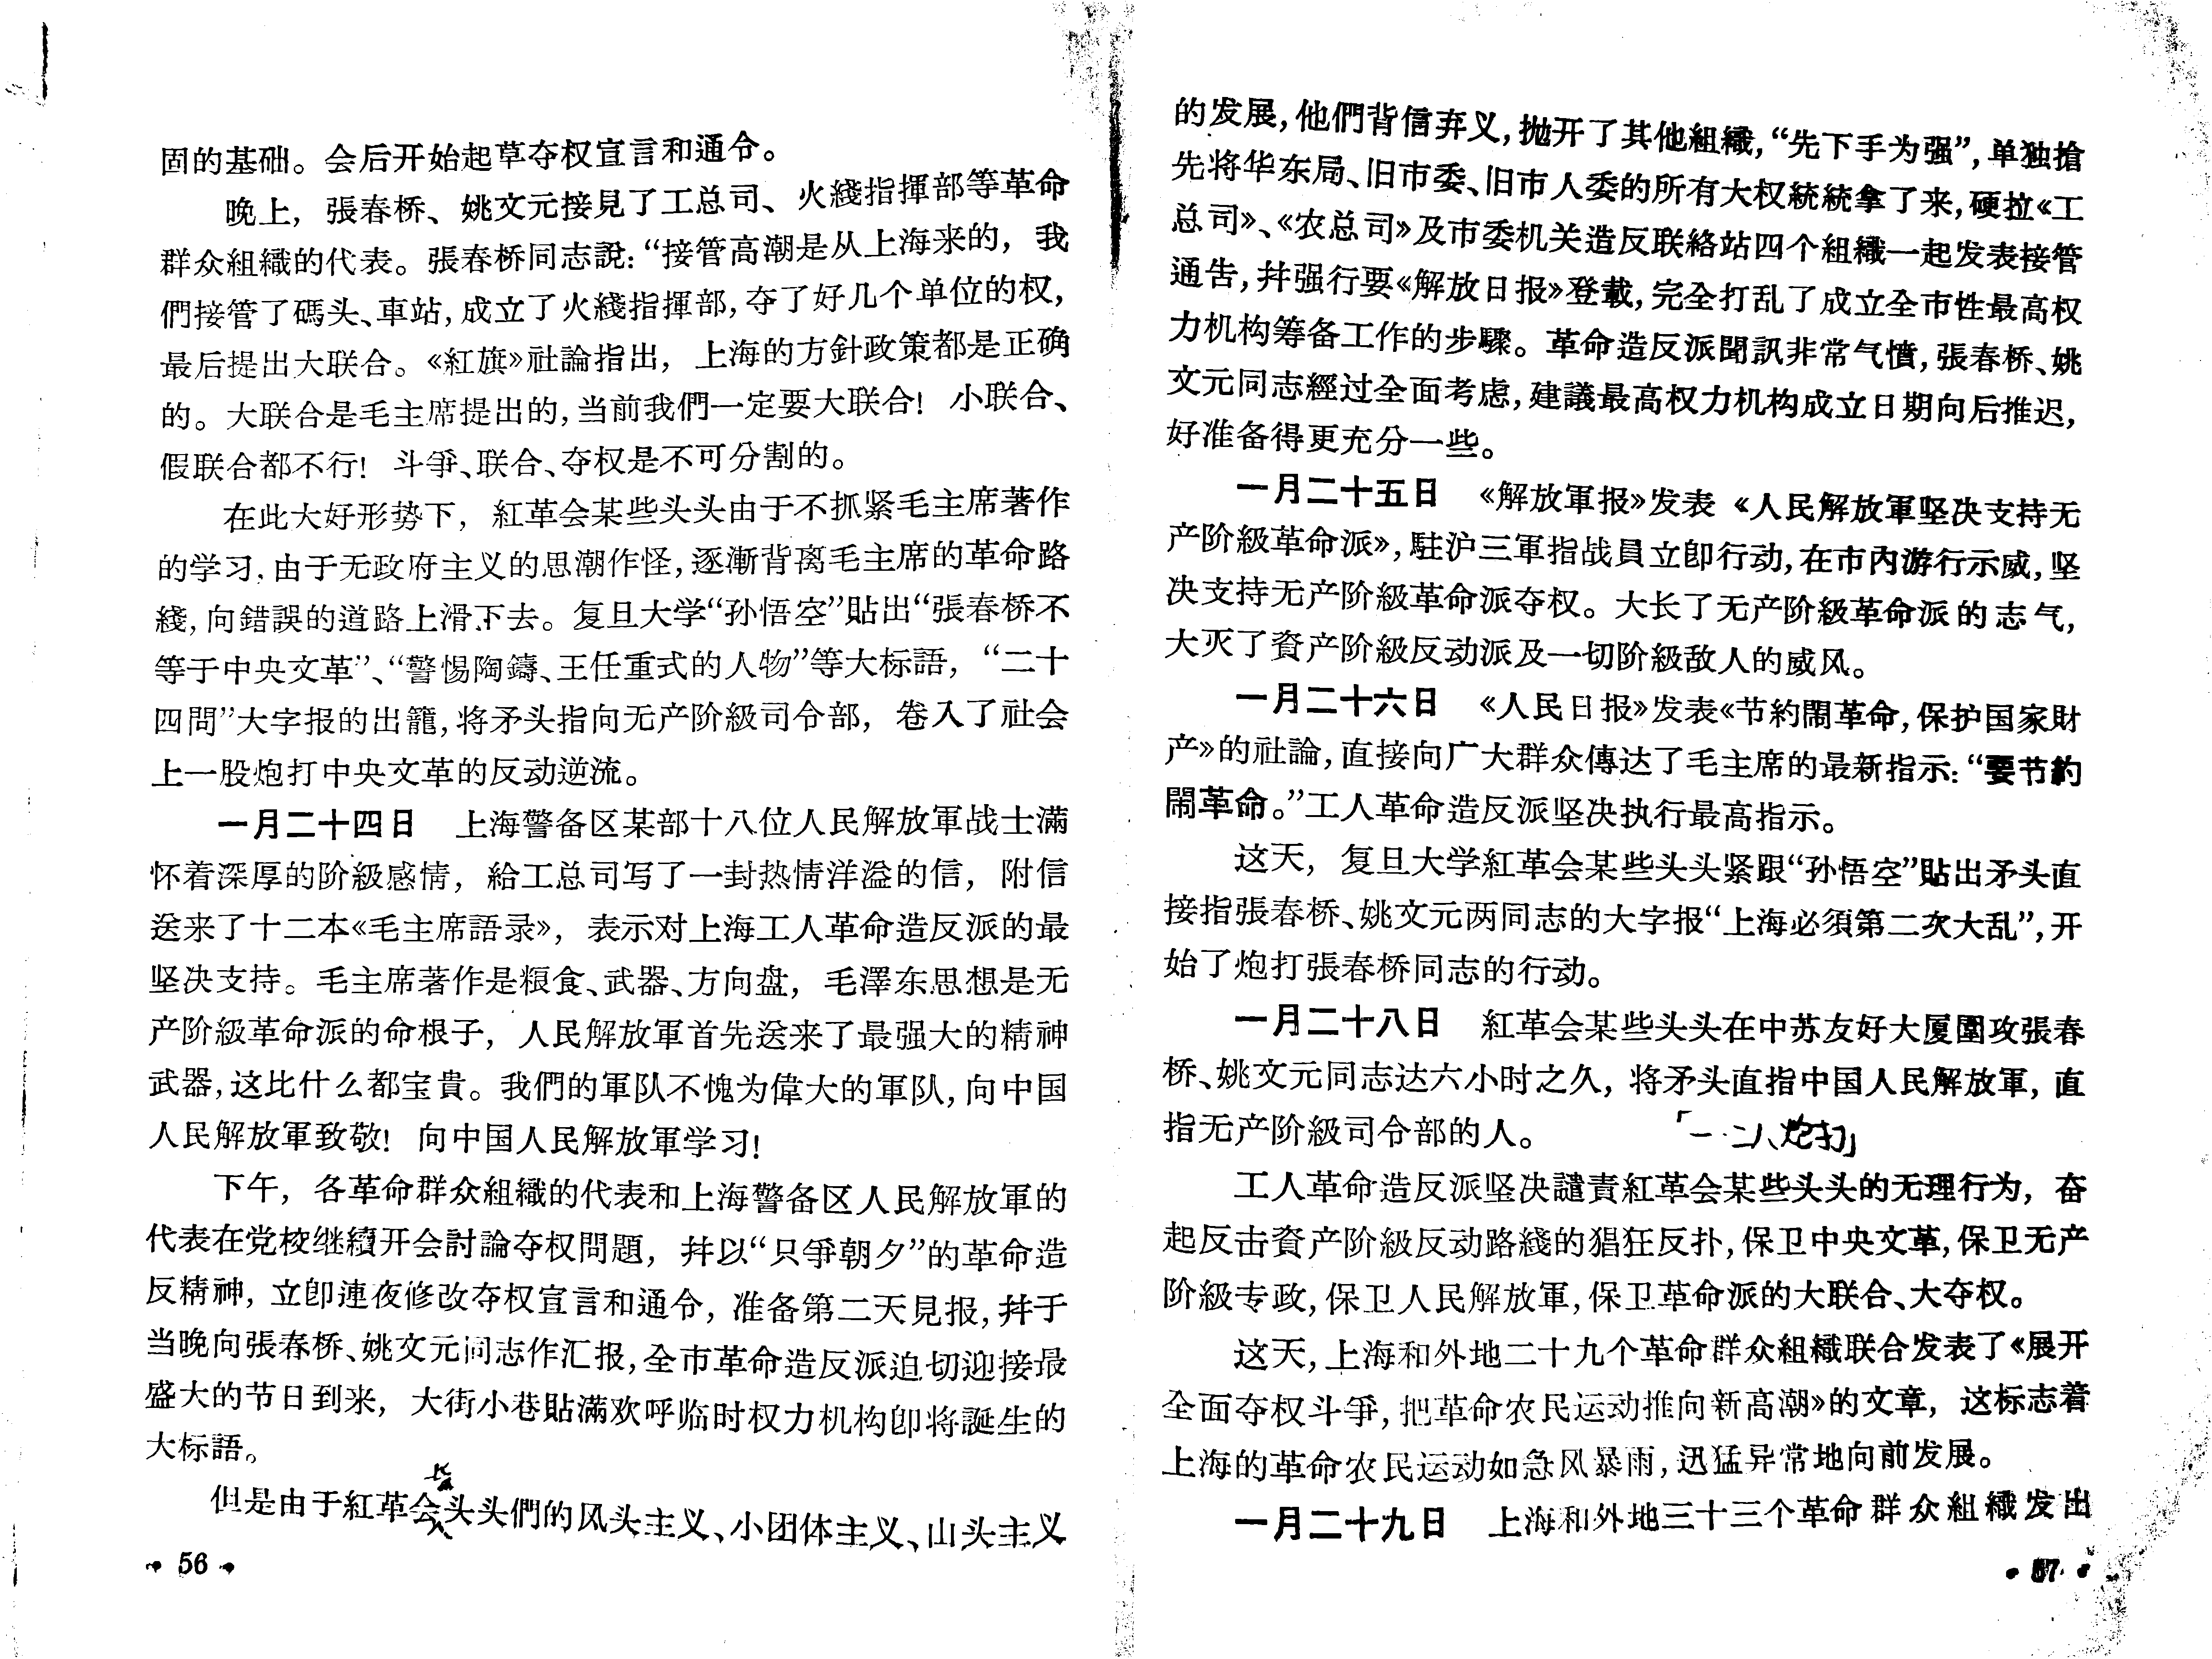 固的基础。会后开始起草夺权宣言和通令。
晚上，張春桥、姚文元接見了工总司、火綫指揮部等革命
群众組織的代表。張春桥同志說：“接管高潮是从上海来的，我
們接管了碼头、車站，成立了火綫指揮部，夺了好几个单位的权，
最后提出大联合。《紅旗》社論指出，上海的方針政策都是正确
的。大联合是毛主席提出的，当前我們一定要大联合！小联合、
假联合都不行！斗爭、联合、夺权是不可分割的。
在此大好形势下，紅革会某些头头由于不抓紧毛主席著作
的学习，由于无政府主义的思潮作怪，逐漸背离毛主席的革命路
綫，向錯誤的道路上滑下去。复旦大学“孙悟空”貼出“張春桥不
等于中央文革”、“警惕陶鑄、王任重式的人物”等大标語，“二十
四問”大字报的出籠，将矛头指向无产阶級司令部，卷入了社会
上一股炮打中央文革的反动逆流。
一月二十四日　上海警备区某部十八位人民解放軍战士滿
怀着深厚的阶級感情，給工总司写了一封热情洋溢的信，附信
送来了十二本《毛主席語录》，表示对上海工人革命造反派的最
坚决支持。毛主席著作是粮食、武器、方向盘，毛澤东思想是无
产阶級革命派的命根子，人民解放軍首先送来了最强大的精神
武器，这比什么都宝貴。我們的軍队不愧为偉大的軍队，向中国
人民解放軍致敬！向中国人民解放軍学习！
下午，各革命群众組織的代表和上海警备区人民解放軍的
代表在党校继續开会討論夺权問題，幷以“只爭朝夕”的革命造
反精神，立卽連夜修改夺权宣言和通令，准备第二天見报，幷于
当晚向張春桥、姚文元同志作汇报，全市革命造反派迫切迎接最
盛大的节日到来，大街小巷貼滿欢呼临时权力机构卽将誕生的
大标語。
但是由于紅革会头头們的风头主义、小团体主义、山头主义
56
的发展，他們背信弃义，抛开了其他組織，“先下手为强”，单独搶
先将华东局、旧市委、旧市人委的所有大权統統拿了来，硬拉《工
总司》、《农总司》及市委机关造反联絡站四个組織一起发表接管
通告，幷强行要《解放日报》登載，完全打乱了成立全市性最高权
力机构筹备工作的步驟。革命造反派聞訊非常气憤，張春桥、姚
文元同志經过全面考虑，建議最高权力机构成立日期向后推迟，
好准备得更充分一些。
一月二十五日　《解放軍报》发表《人民解放軍坚决支持无
产阶級革命派》，駐沪三軍指战員立卽行动，在市內游行示威，坚
决支持无产阶級革命派夺权。大长了无产阶級革命派的志气，
大灭了資产阶級反动派及一切阶級敌人的威风。
一月二十六日　《人民日报》发表《节約鬧革命，保护国家財
产》的社論，直接向广大群众傳达了毛主席的最新指示：“要节約
鬧革命。”工人革命造反派坚决执行最高指示。
这天，复旦大学紅革会某些头头紧跟“孙悟空”貼出矛头直
接指張春桥、姚文元两同志的大字报“上海必須第二次大乱”，开
始了炮打張春桥同志的行动。
一月二十八日　紅革会某些头头在中苏友好大厦圍攻張春
桥、姚文元同志达六小时之久，将矛头直指中国人民解放軍，直
指无产阶級司令部的人。
「一·二八炮打」
工人革命造反派坚决譴責紅革会某些头头的无理行为，奋
起反击資产阶級反动路綫的猖狂反扑，保卫中央文革，保卫无产
阶級专政，保卫人民解放軍，保卫革命派的大联合、大夺权。
这天，上海和外地二十九个革命群众組織联合发表了《展开
全面夺权斗爭，把革命农民运动推向新高潮》的文章，这标志着
上海的革命农民运动如急风暴雨，迅猛异常地向前发展。
一月二十九日　上海和外地三十三个革命群众組織发出
57